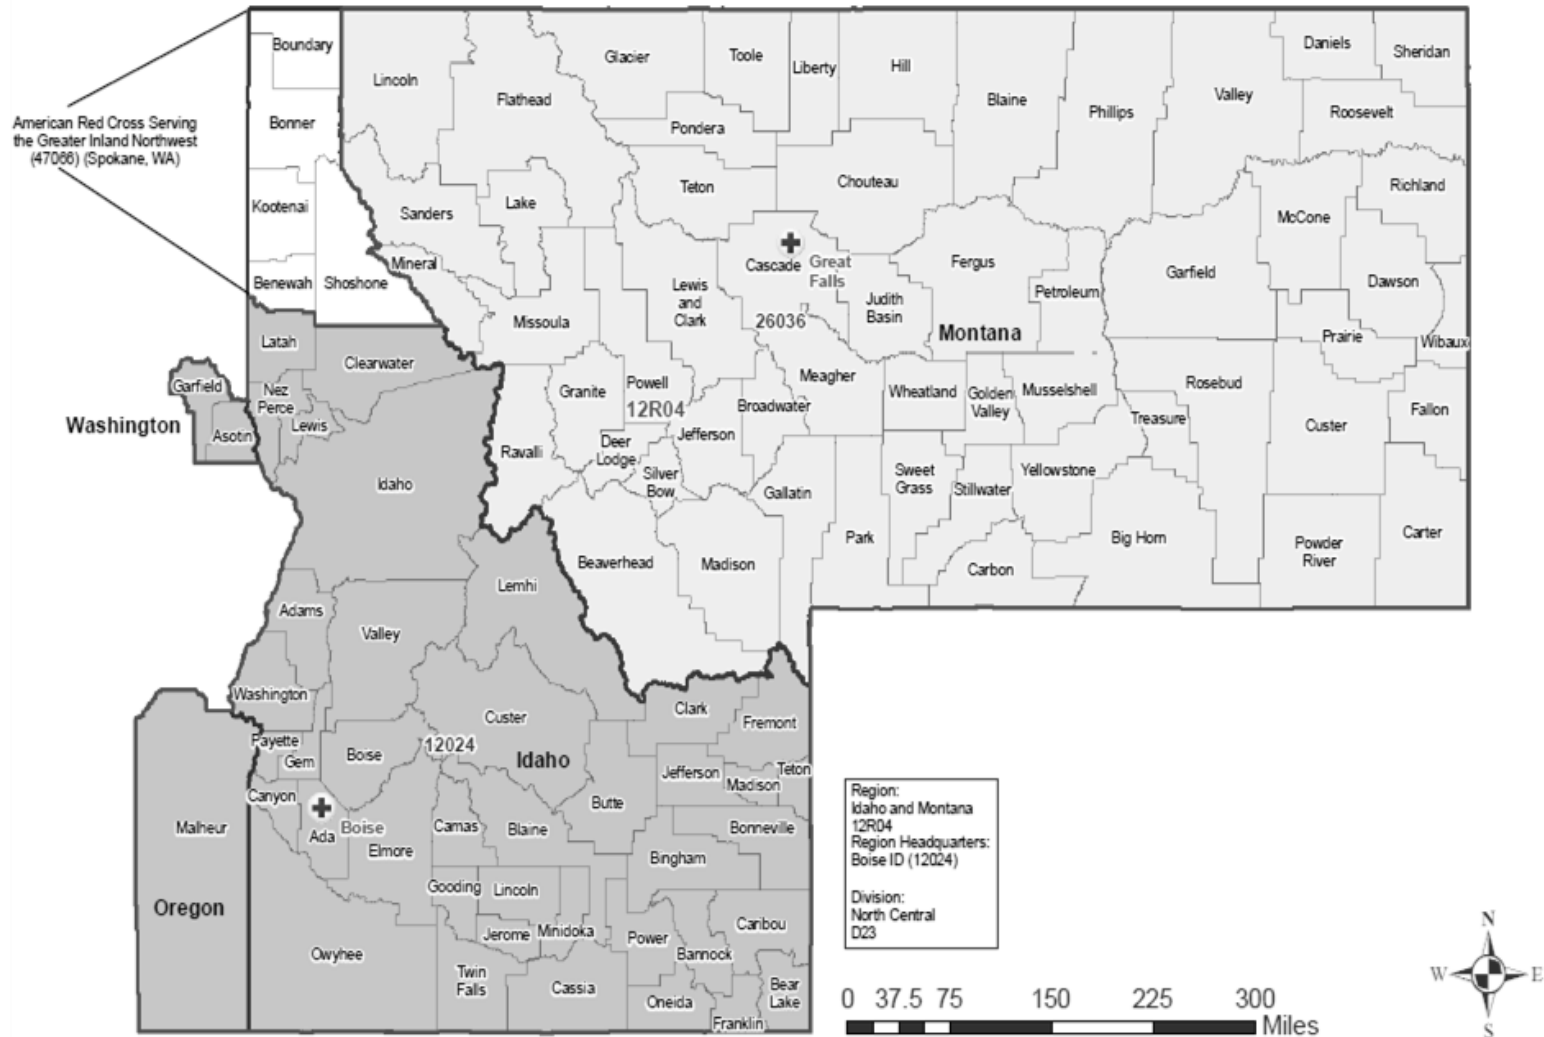 Boundary
Lincoln
Glacier
Toole
Liberty
Hill
Daniels
Sheridan
Flathead
Blaine
Phillips
Valley
Roosevelt
American Red Cross Serving
the Greater Inland Northwest
(47066) (Spokane, WA)
Bonner
Pondera
Teton
Chouteau
Richland
Kootenai
Sanders
Lake
McCone
Mineral
Cascade
Great
Falls
Fergus
Garfield
Dawson
Benewah
Shoshone
Lewis
and
Clark
Judith
Basin
Petroleum
Missoula
26036
Montana
Prairie
Wibaux
Latah
Clearwater
Garfield
Nez
Perce
Lewis
Granite
Powell
12R04
Meagher
Broadwater
Wheatland
Golden
Valley
Musselshell
Rosebud
Treasure
Custer
Fallon
Washington
Asotin
Idaho
Ravalli
Deer
Lodge
Jefferson
Silver
Bow
Gallatin
Sweet
Grass
Stillwater
Yellowstone
Park
Big Horn
Powder
River
Carter
Beaverhead
Madison
Carbon
Lemhi
Adams
Valley
Washington
Custer
Clark
Fremont
Payette
Gem
Boise
12024
Idaho
Jefferson
Madison
Teton
Canyon
Ada
Boise
Elmore
Camas
Blaine
Butte
Bonneville
Bingham
Malheur
Gooding
Lincoln
Oregon
Jerome
Minidoka
Power
Caribou
Bannock
Owyhee
Twin
Falls
Cassia
Oneida
Bear
Lake
Franklin
Region:
Idaho and Montana
12R04
Region Headquarters:
Boise ID (12024)
Division:
North Central
D23
0 37.5 75 150 225 300
Miles
N
W E
S